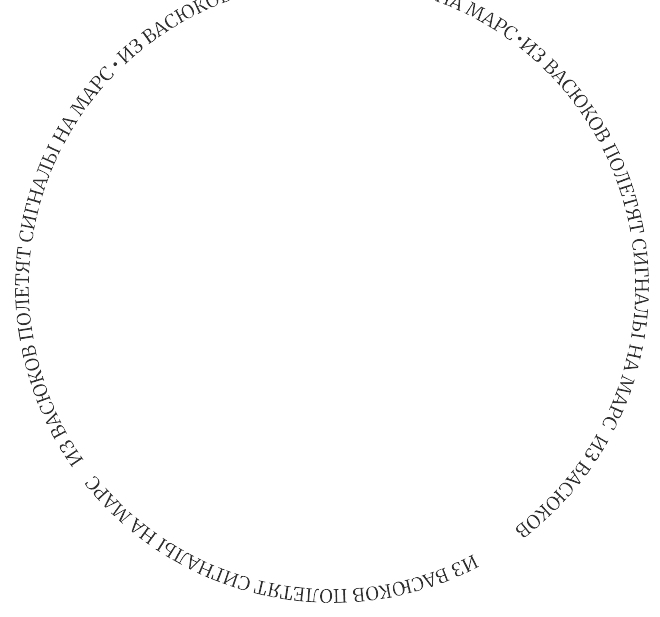 НА МАРС•ИЗ ВАСЮКОВ ПОЛЕТЯТ СИГНАЛЫ НА МАРС ИЗ ВАСЮКОВ
ИЗ ВАСЮКОВ ПОЛЕТЯТ СИГНАЛЫ НА МАРС
ИЗ ВАСЮКОВ ПОЛЕТЯТ СИГНАЛЫ НА МАРС•ИЗ ВАСЮКОВ